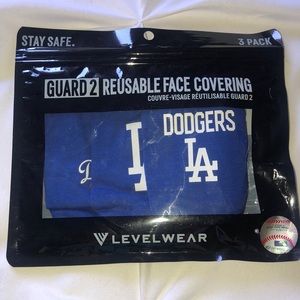 STAY SAFE.
3 PACK
GUARD 2 REUSABLE FACE COVERING
COUVRE-VISAGE RÉUTILISABLE GUARD 2
DODGERS
LA
LEVELWEAR